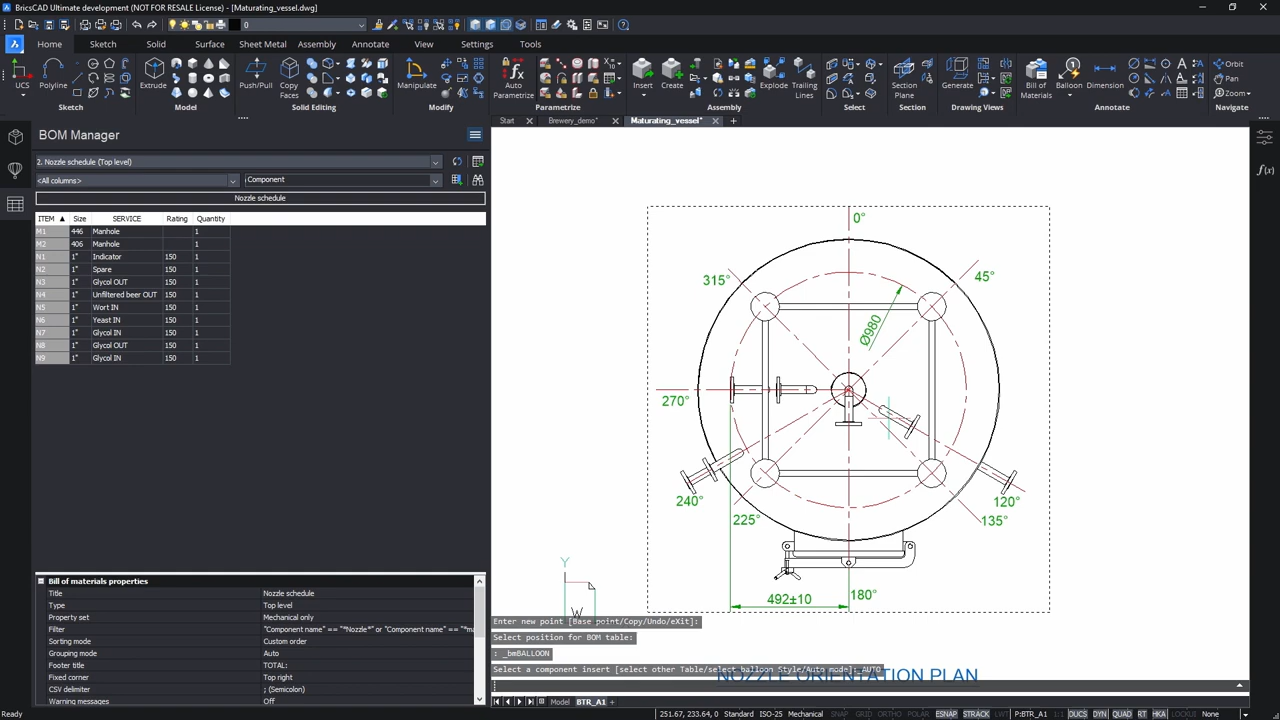 BricsCAD Ultimate development (NOT FOR RESALE License) - [Maturating_vessel.dwg]
0
Home Sketch Solid Surface Sheet Metal Assembly Annotate View Settings Tools
UCS Polyline Extrude Push/Pull Copy Faces Manipulate Auto Parametrize Insert Create Explode Trailing Lines Section Plane Generate Bill of Materials Balloon Dimension Orbit Pan Zoom
Sketch Model Solid Editing Modify Parametrize Assembly Select Section Drawing Views Annotate Navigate
Start Brewery_demo* Maturating_vessel*
BOM Manager
2. Nozzle schedule (Top level)
<All columns> Component
Nozzle schedule
ITEM Size SERVICE Rating Quantity
M1 446 Manhole 1
M2 406 Manhole 1
N1 1" Indicator 150 1
N2 1" Spare 150 1
N3 1" Glycol OUT 150 1
N4 1" Unfiltered beer OUT 150 1
N5 1" Wort IN 150 1
N6 1" Yeast IN 150 1
N7 1" Glycol IN 150 1
N8 1" Glycol OUT 150 1
N9 1" Glycol IN 150 1
Bill of materials properties
Title Nozzle schedule
Type Top level
Property set Mechanical only
Filter "Component name" == "*Nozzle*" or "Component name" == "*m
Sorting mode Custom order
Grouping mode Auto
Footer title TOTAL:
Fixed corner Top right
CSV delimiter ; (Semicolon)
Warning messages Off
0°
315°
45°
Ø980
270°
240°
120°
225°
135°
492±10
180°
Y
W
Enter new point [Base point/Copy/Undo/eXit]:
Select position for BOM table:
: _bmBALLOON
Select a component insert [select other Table/select balloon Style/Auto mode]: AUTO
NOZZLE ORIENTATION PLAN
:
Model BTR_A1 +
Ready 251.67, 233.64, 0 Standard ISO-25 Mechanical SNAP GRID ORTHO POLAR ESNAP STRACK LWT P:BTR_A1 DUCS DYN QUAD RT HKA LOCKUI None